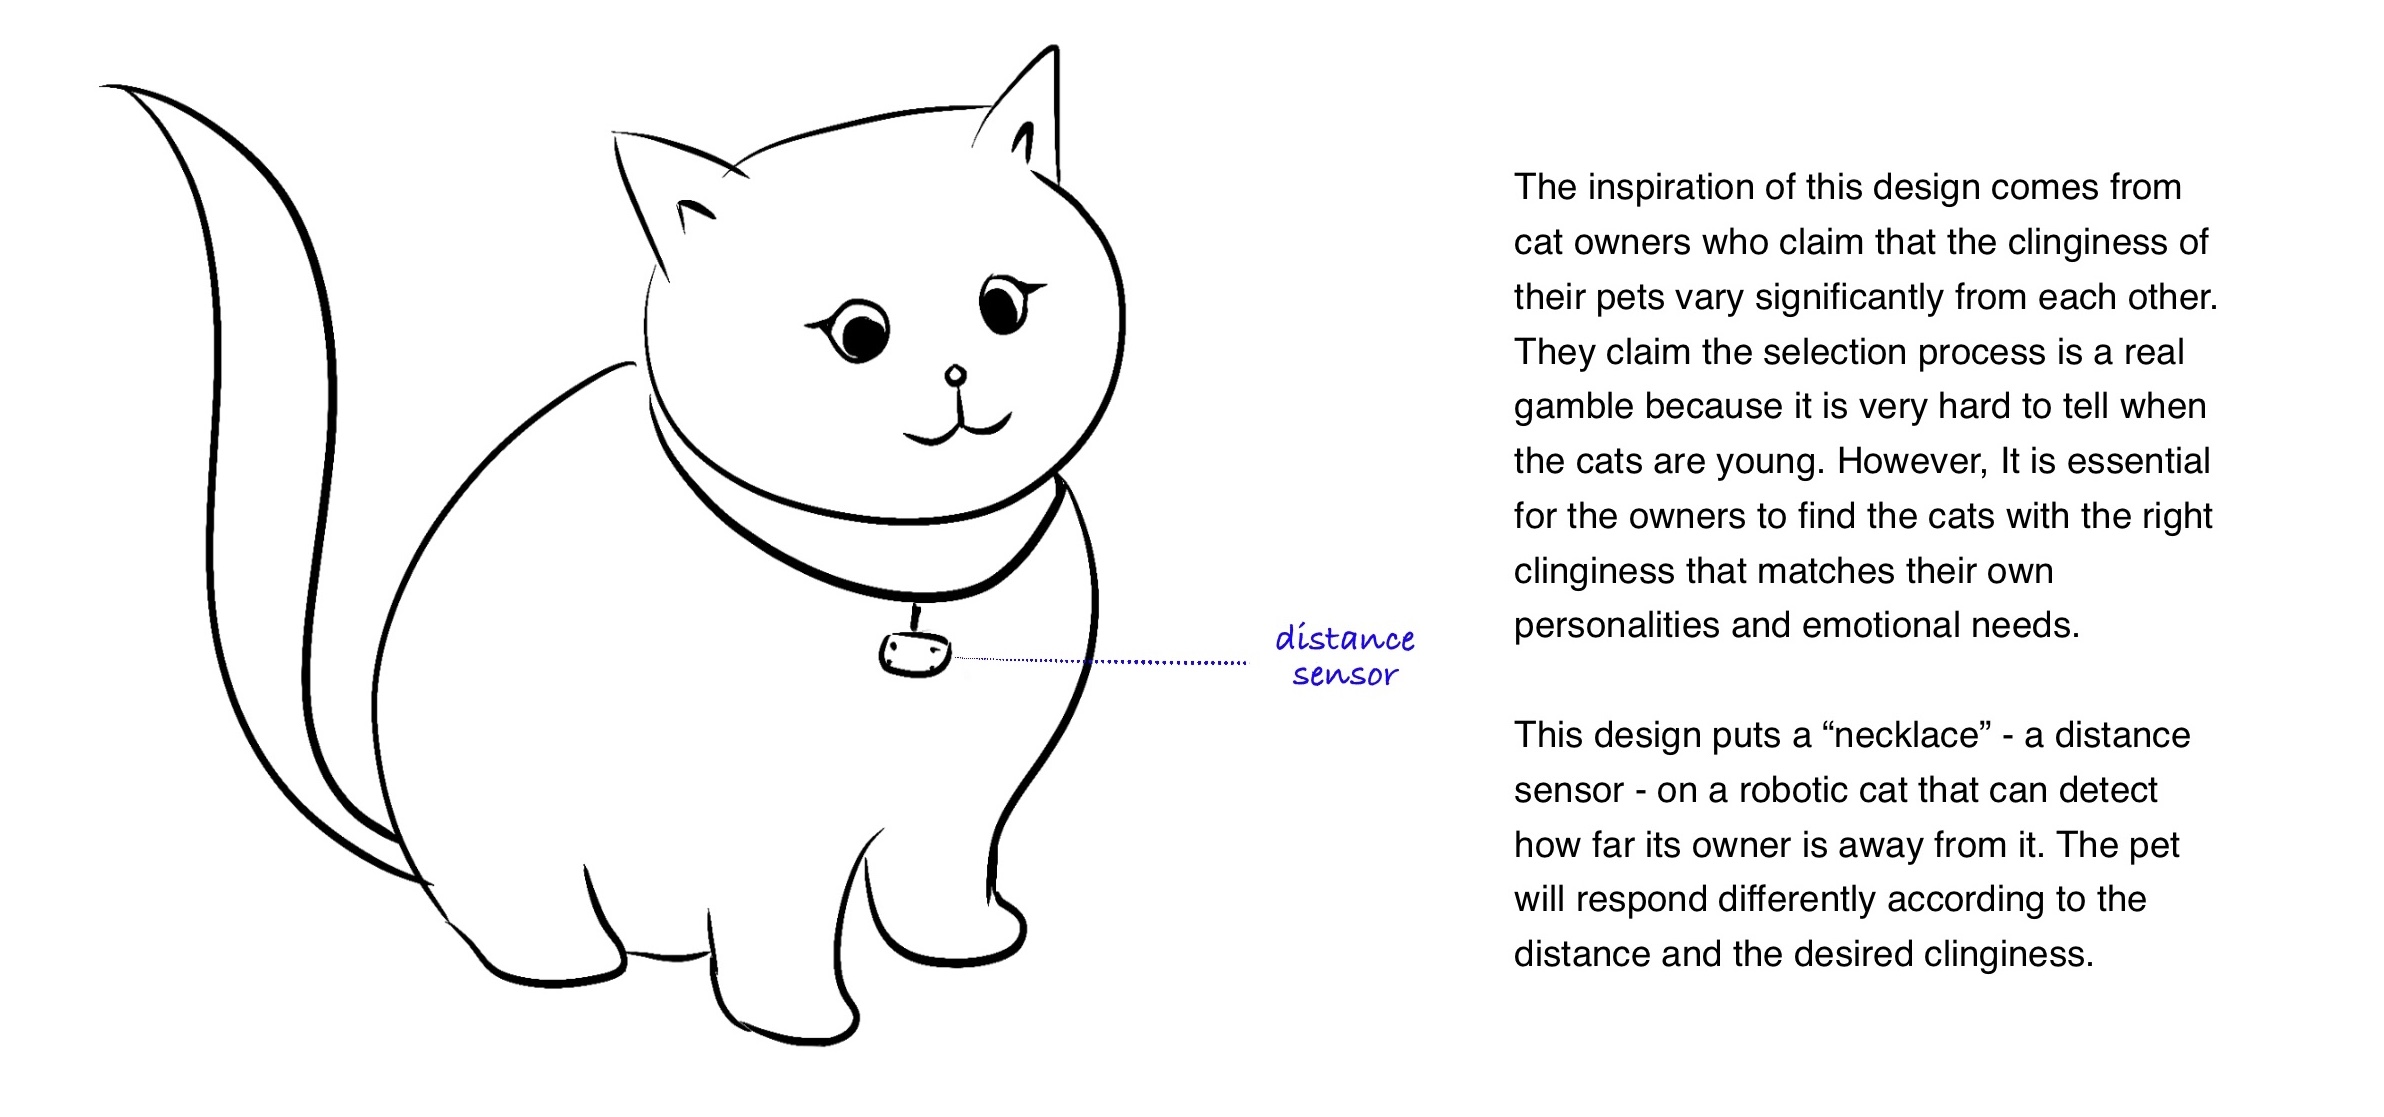 The inspiration of this design comes from
cat owners who claim that the clinginess of
their pets vary significantly from each other.
They claim the selection process is a real
gamble because it is very hard to tell when
the cats are young. However, It is essential
for the owners to find the cats with the right
clinginess that matches their own
personalities and emotional needs.
distance
sensor
This design puts a “necklace” - a distance
sensor - on a robotic cat that can detect
how far its owner is away from it. The pet
will respond differently according to the
distance and the desired clinginess.